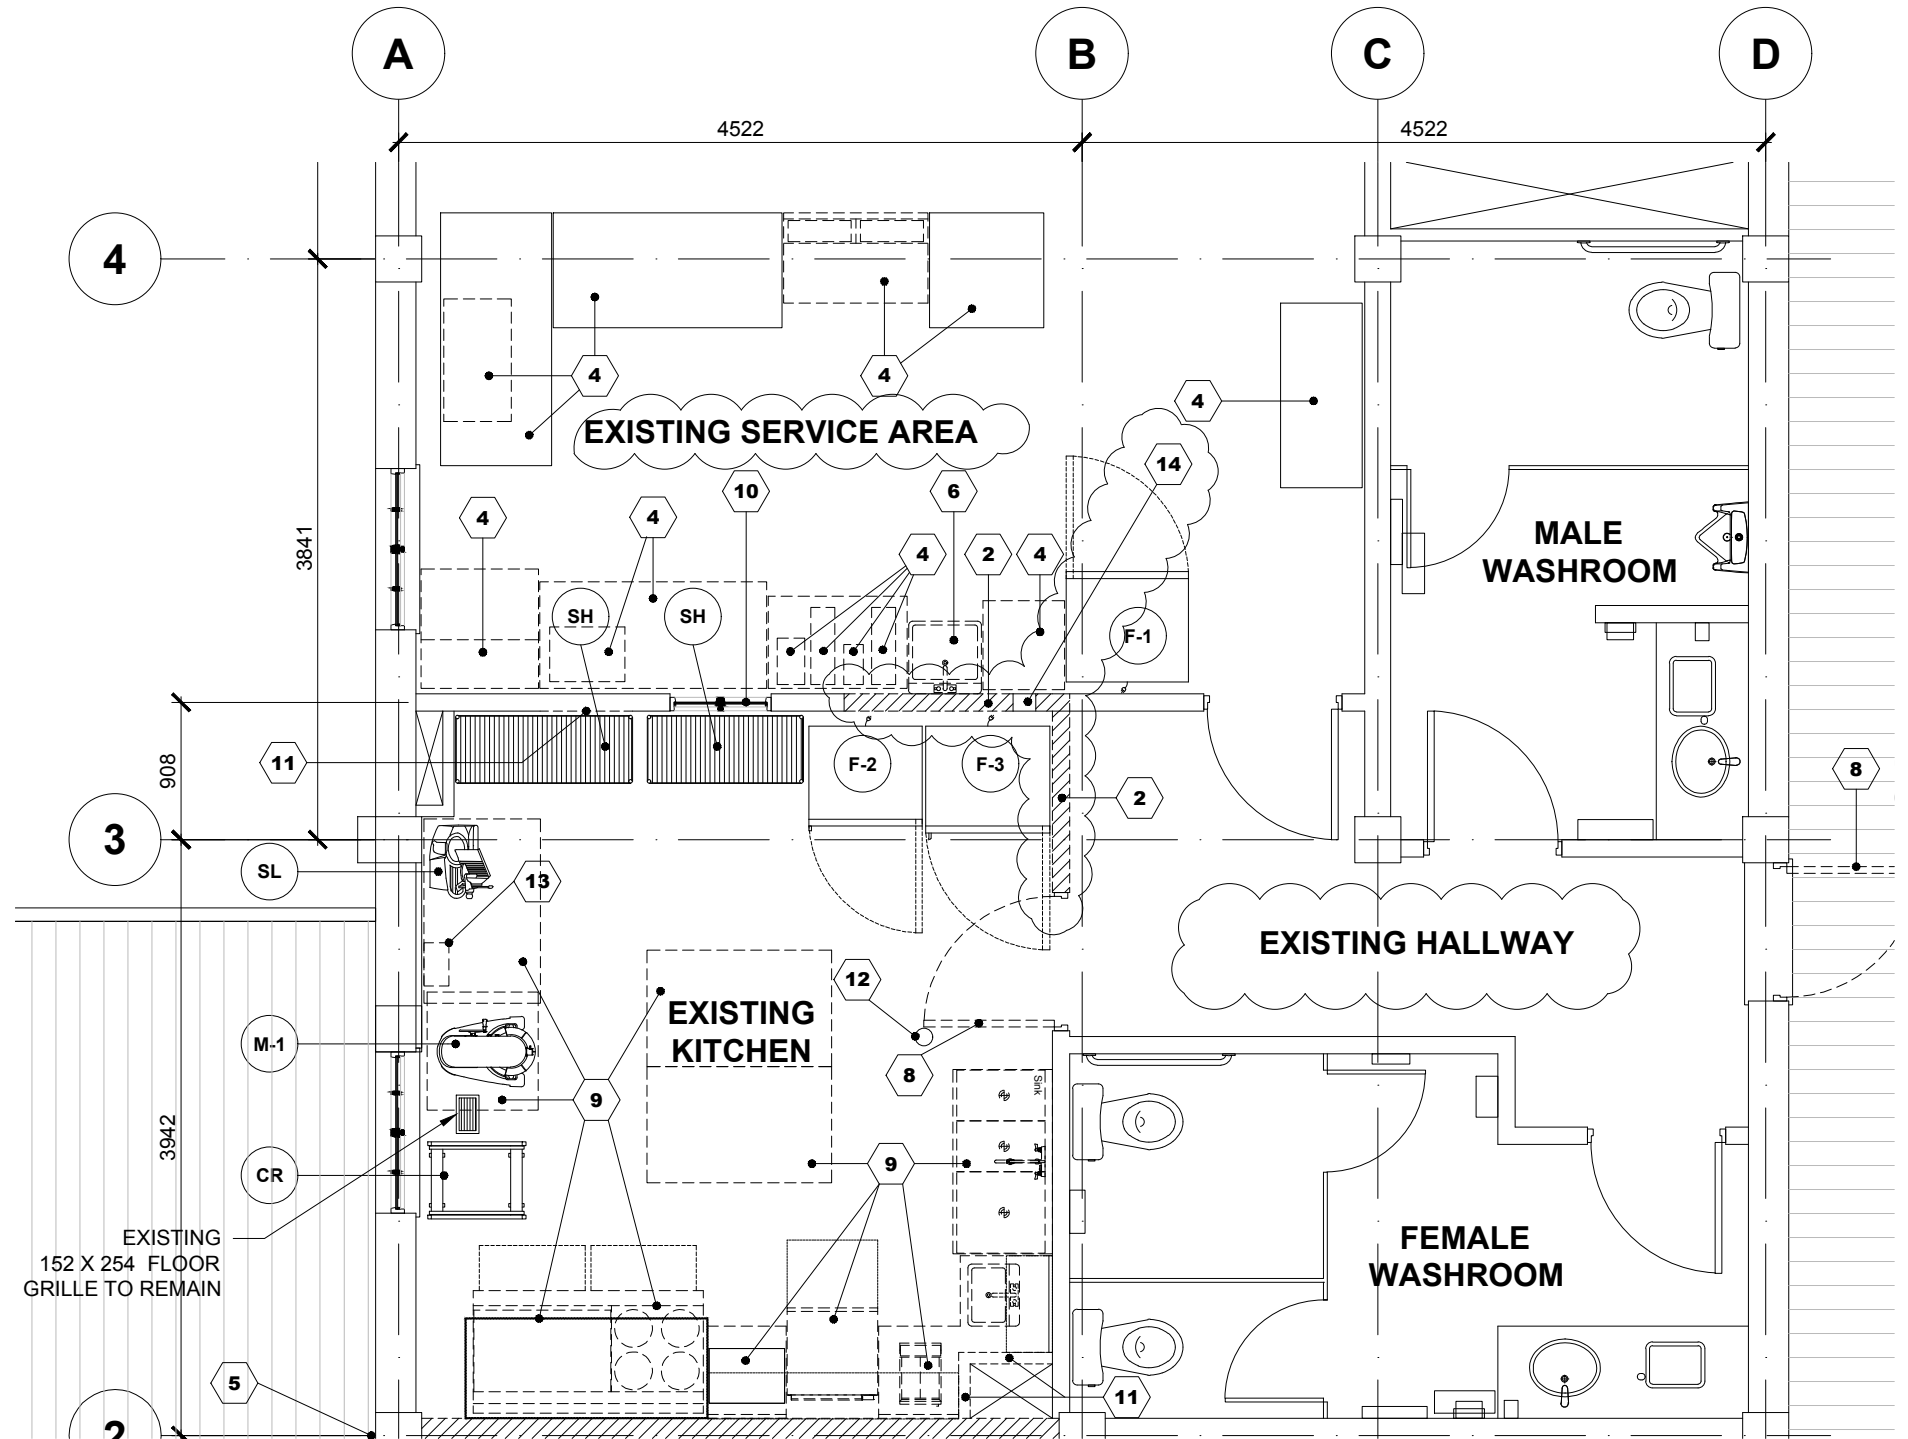 A
B
C
D
4522
4522
4
4
4
4
EXISTING SERVICE AREA
14
3841
4
4
10
6
4
2
4
MALE
WASHROOM
SH
SH
F-1
908
11
F-2
F-3
2
8
3
SL
13
EXISTING HALLWAY
12
EXISTING
KITCHEN
M-1
8
Sink
9
3942
9
CR
EXISTING
152 X 254 FLOOR
GRILLE TO REMAIN
FEMALE
WASHROOM
5
11
2